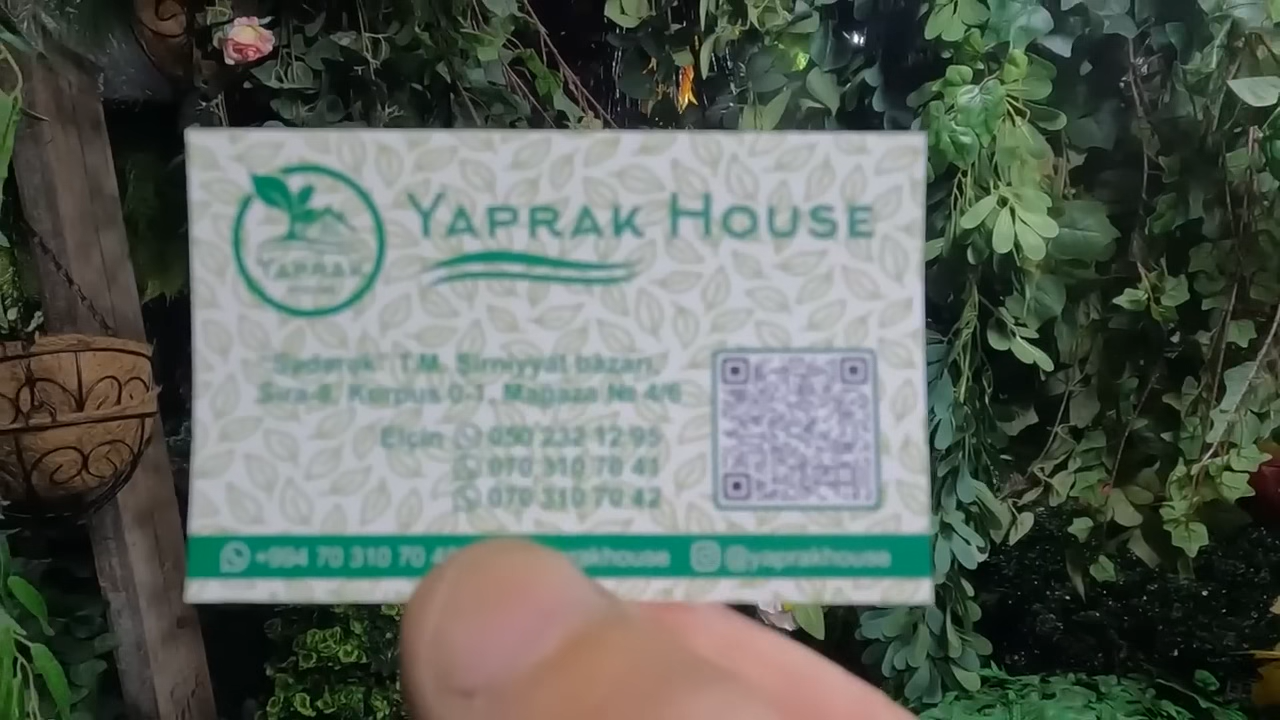 YAPRAK HOUSE
YAPRAK
"Sədərək" T.M. Simiyyat bazarı,
Sıra-8, Korpus 0-1, Mağaza № 4/6
Elçin 050 232 12 95
070 310 70 41
070 310 70 42
+994 70 310 70 @yaprakhouse